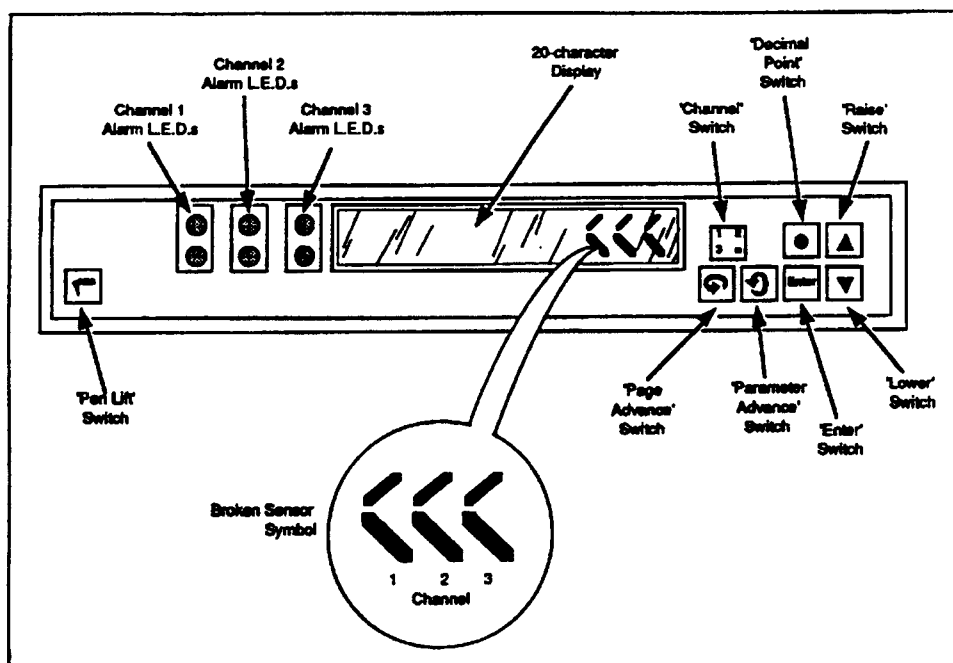 Channel 1
Alarm L.E.D.s
Channel 2
Alarm L.E.D.s
Channel 3
Alarm L.E.D.s
20-character
Display
'Channel'
Switch
'Decimal
Point'
Switch
'Raise'
Switch
1 2
3
Enter
'Pen Lift'
Switch
'Page
Advance'
Switch
'Parameter
Advance'
Switch
'Enter'
Switch
'Lower'
Switch
Broken Sensor
Symbol
1 2 3
Channel